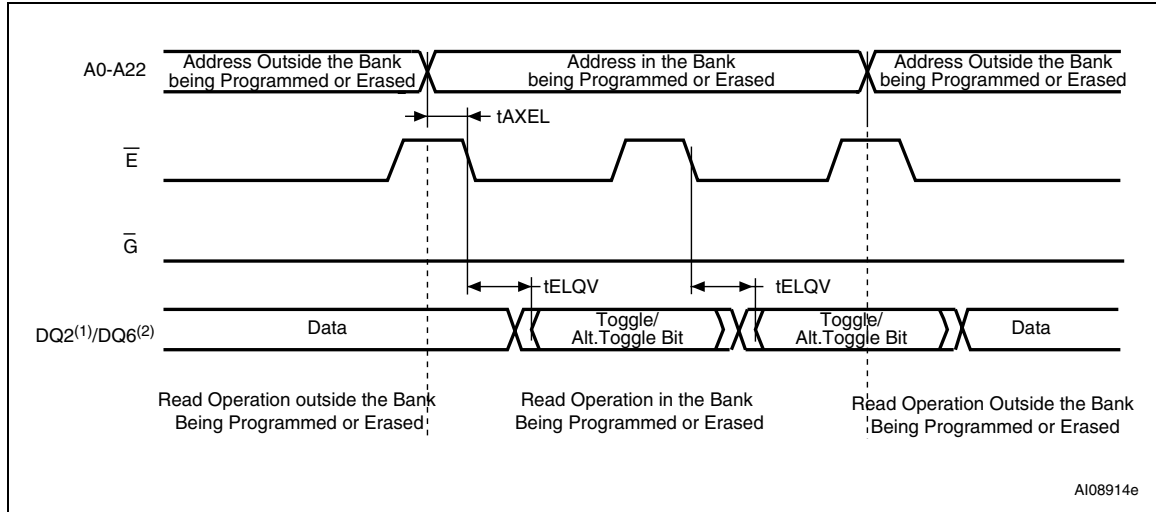 A0-A22
Address Outside the Bank
being Programmed or Erased
Address in the Bank
being Programmed or Erased
Address Outside the Bank
being Programmed or Erased
tAXEL
E
G
tELQV
tELQV
DQ2(1)/DQ6(2)
Data
Toggle/
Alt.Toggle Bit
Toggle/
Alt.Toggle Bit
Data
Read Operation outside the Bank
Being Programmed or Erased
Read Operation in the Bank
Being Programmed or Erased
Read Operation Outside the Bank
Being Programmed or Erased
AI08914e